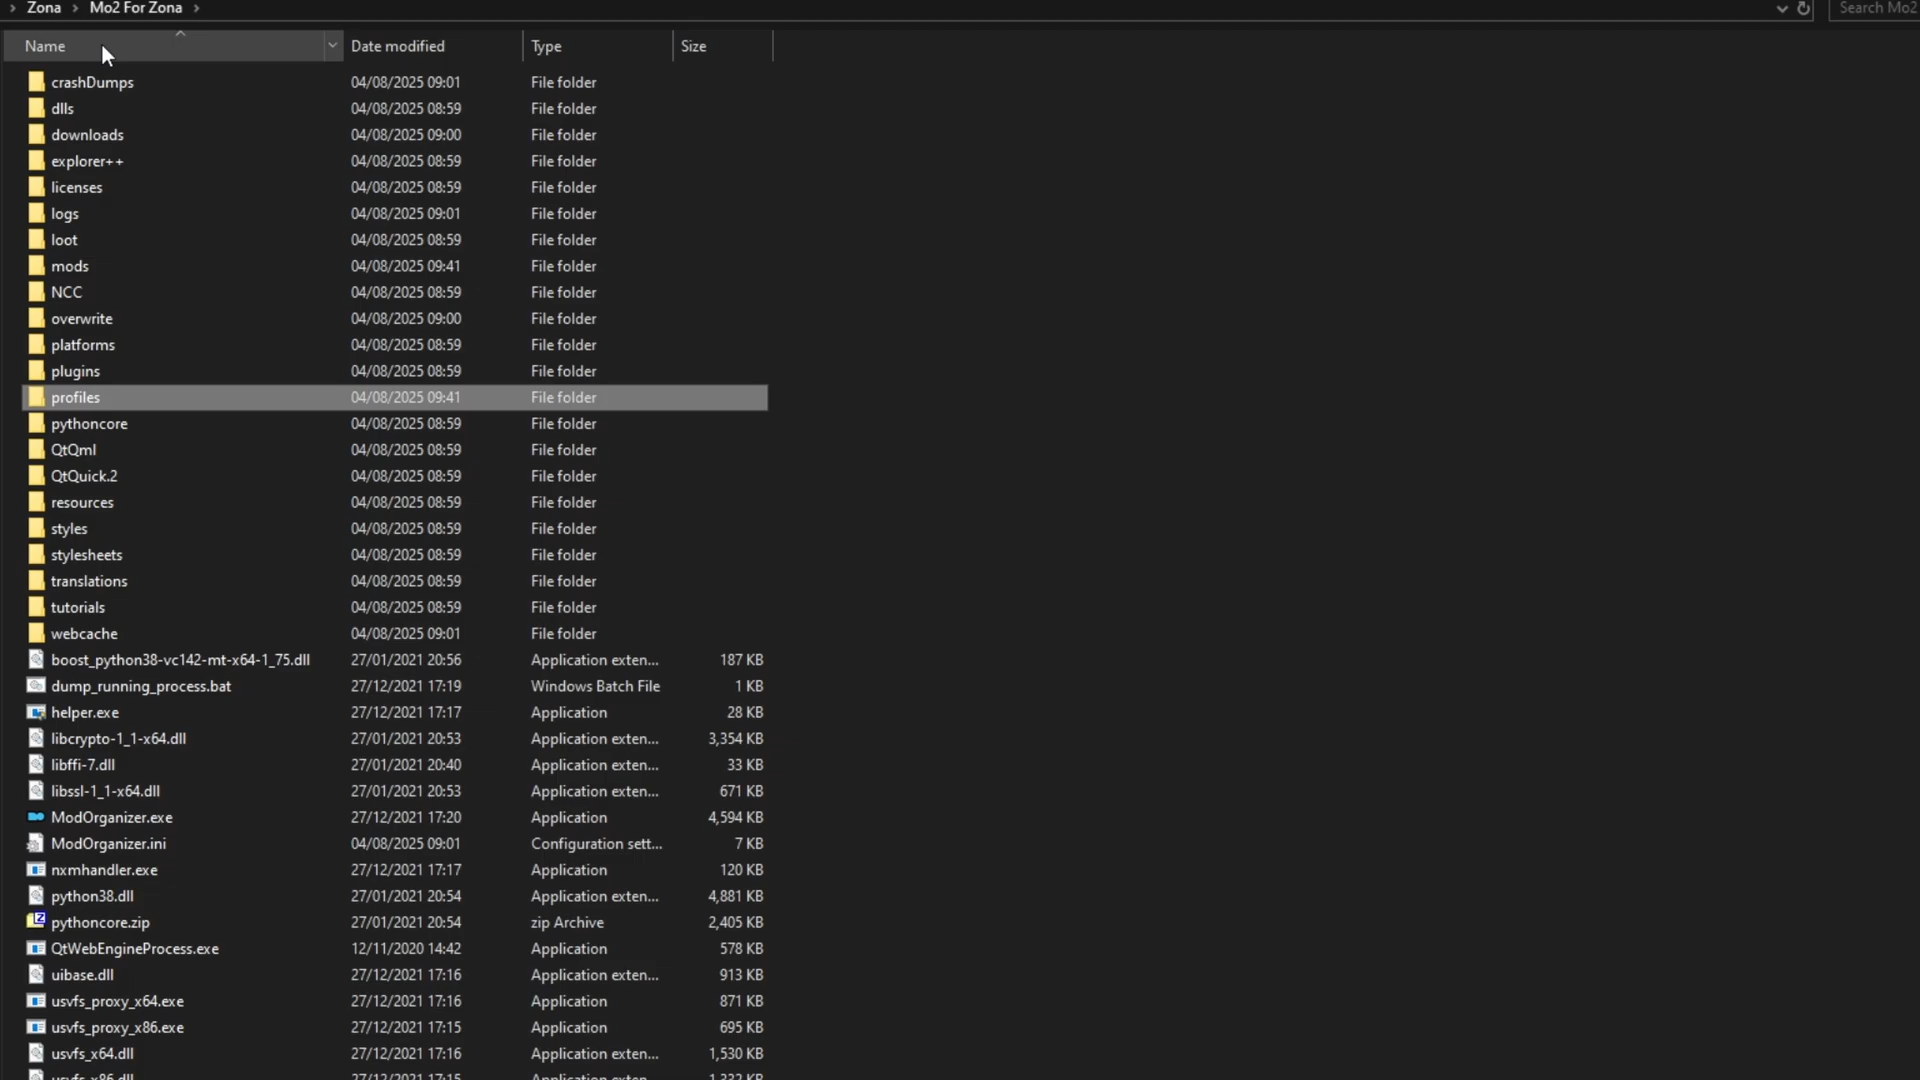 Zona > Mo2 For Zona >
Search Mo2
Name Date modified Type Size
crashDumps 04/08/2025 09:01 File folder
dlls 04/08/2025 08:59 File folder
downloads 04/08/2025 09:00 File folder
explorer++ 04/08/2025 08:59 File folder
licenses 04/08/2025 08:59 File folder
logs 04/08/2025 09:01 File folder
loot 04/08/2025 08:59 File folder
mods 04/08/2025 09:41 File folder
NCC 04/08/2025 08:59 File folder
overwrite 04/08/2025 09:00 File folder
platforms 04/08/2025 08:59 File folder
plugins 04/08/2025 08:59 File folder
profiles 04/08/2025 09:41 File folder
pythoncore 04/08/2025 08:59 File folder
QtQml 04/08/2025 08:59 File folder
QtQuick.2 04/08/2025 08:59 File folder
resources 04/08/2025 08:59 File folder
styles 04/08/2025 08:59 File folder
stylesheets 04/08/2025 08:59 File folder
translations 04/08/2025 08:59 File folder
tutorials 04/08/2025 08:59 File folder
webcache 04/08/2025 09:01 File folder
boost_python38-vc142-mt-x64-1_75.dll 27/01/2021 20:56 Application exten... 187 KB
dump_running_process.bat 27/12/2021 17:19 Windows Batch File 1 KB
helper.exe 27/12/2021 17:17 Application 28 KB
libcrypto-1_1-x64.dll 27/01/2021 20:53 Application exten... 3,354 KB
libffi-7.dll 27/01/2021 20:40 Application exten... 33 KB
libssl-1_1-x64.dll 27/01/2021 20:53 Application exten... 671 KB
ModOrganizer.exe 27/12/2021 17:20 Application 4,594 KB
ModOrganizer.ini 04/08/2025 09:01 Configuration sett... 7 KB
nxmhandler.exe 27/12/2021 17:17 Application 120 KB
python38.dll 27/01/2021 20:54 Application exten... 4,881 KB
pythoncore.zip 27/01/2021 20:54 zip Archive 2,405 KB
QtWebEngineProcess.exe 12/11/2020 14:42 Application 578 KB
uibase.dll 27/12/2021 17:16 Application exten... 913 KB
usvfs_proxy_x64.exe 27/12/2021 17:16 Application 871 KB
usvfs_proxy_x86.exe 27/12/2021 17:15 Application 695 KB
usvfs_x64.dll 27/12/2021 17:16 Application exten... 1,530 KB
usvfs_x86.dll 27/12/2021 17:15 Application exten... 1,332 KB